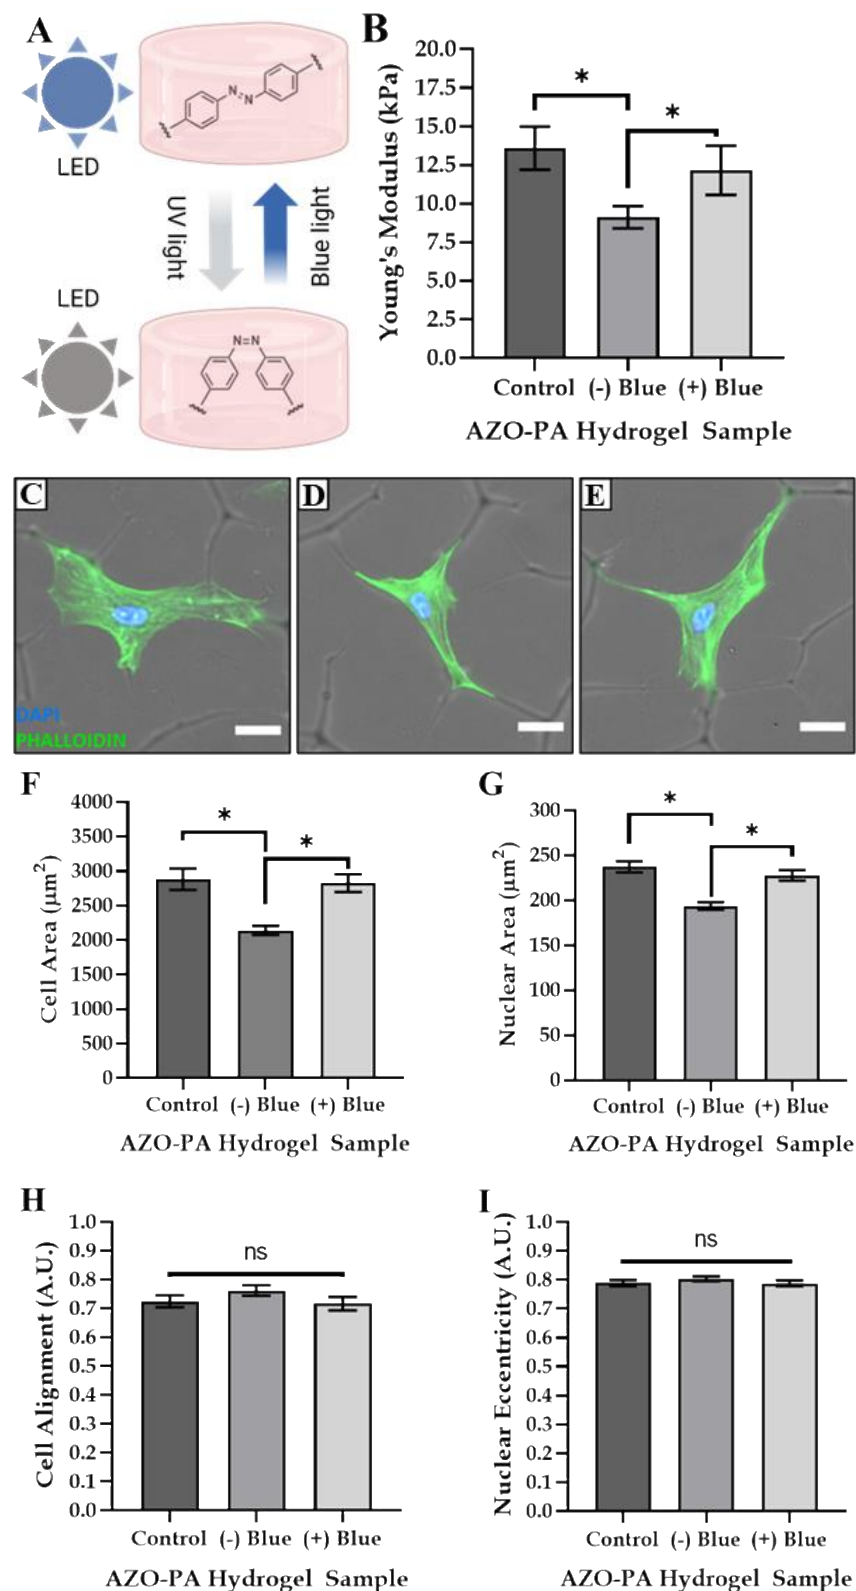 A
LED
N
N
UV light
Blue light
LED
N=N
B
Young's Modulus (kPa)
20.0
17.5
15.0
12.5
10.0
7.5
5.0
2.5
0.0
*
*
Control (-) Blue (+) Blue
AZO-PA Hydrogel Sample
C
DAPI
PHALLOIDIN
D
E
F
Cell Area (μm²)
4000
3500
3000
2500
2000
1500
1000
500
0
*
*
Control (-) Blue (+) Blue
AZO-PA Hydrogel Sample
G
Nuclear Area (μm²)
300
250
200
150
100
50
0
*
*
Control (-) Blue (+) Blue
AZO-PA Hydrogel Sample
H
Cell Alignment (A.U.)
1.0
0.9
0.8
0.7
0.6
0.5
0.4
0.3
0.2
0.1
0.0
ns
Control (-) Blue (+) Blue
AZO-PA Hydrogel Sample
I
Nuclear Eccentricity (A.U.)
1.0
0.9
0.8
0.7
0.6
0.5
0.4
0.3
0.2
0.1
0.0
ns
Control (-) Blue (+) Blue
AZO-PA Hydrogel Sample